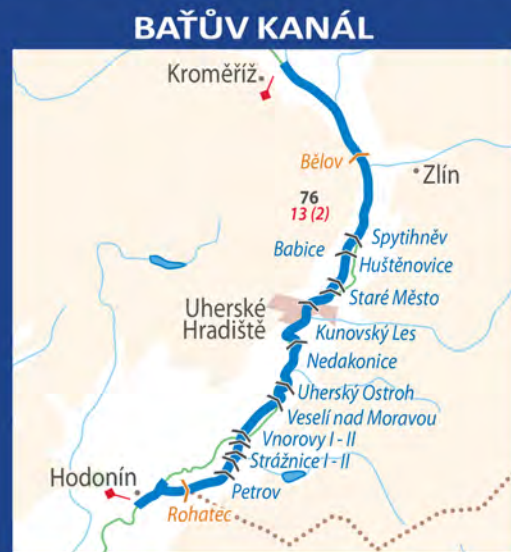 BAŤŮV KANÁL
Kroměříž
Bělov
Zlín
76
13 (2)
Spytihněv
Babice
Huštěnovice
Staré Město
Uherské
Hradiště
Kunovský Les
Nedakonice
Uherský Ostroh
Veselí nad Moravou
Vnorovy I - II
Strážnice I - II
Hodonín
Petrov
Rohatec